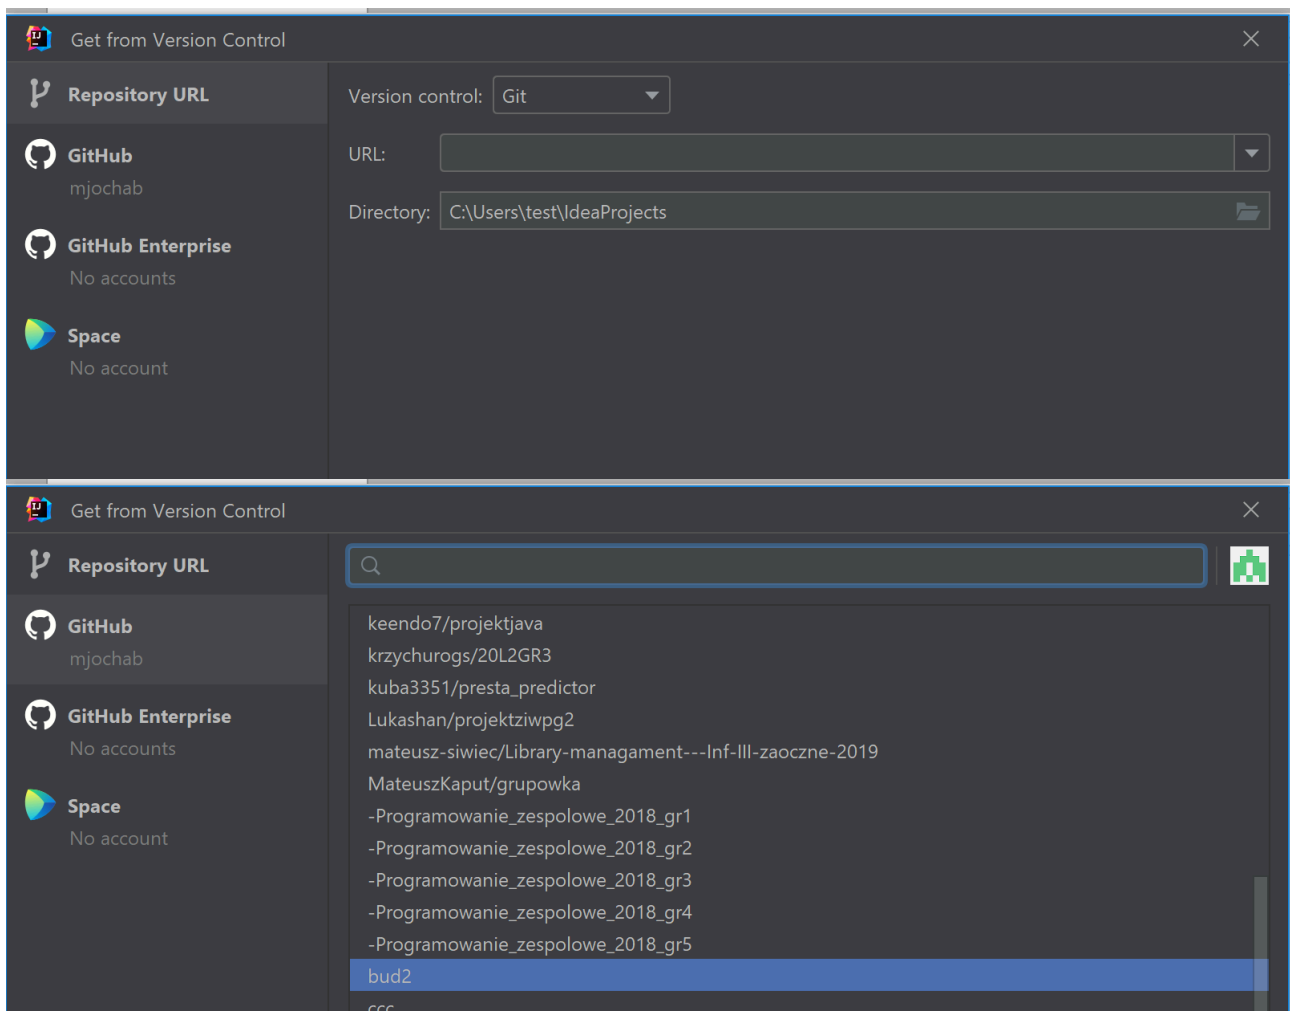 Get from Version Control
Repository URL
Version control: Git
GitHub
mjochab
URL:
Directory: C:\Users\test\IdeaProjects
GitHub Enterprise
No accounts
Space
No account
Get from Version Control
Repository URL
GitHub
mjochab
GitHub Enterprise
No accounts
Space
No account
keendo7/projektjava
krzychurogs/20L2GR3
kuba3351/presta_predictor
Lukashan/projektziwpg2
mateusz-siwiec/Library-managament---Inf-III-zaoczne-2019
MateuszKaput/grupowka
-Programowanie_zespolowe_2018_gr1
-Programowanie_zespolowe_2018_gr2
-Programowanie_zespolowe_2018_gr3
-Programowanie_zespolowe_2018_gr4
-Programowanie_zespolowe_2018_gr5
bud2
ccc